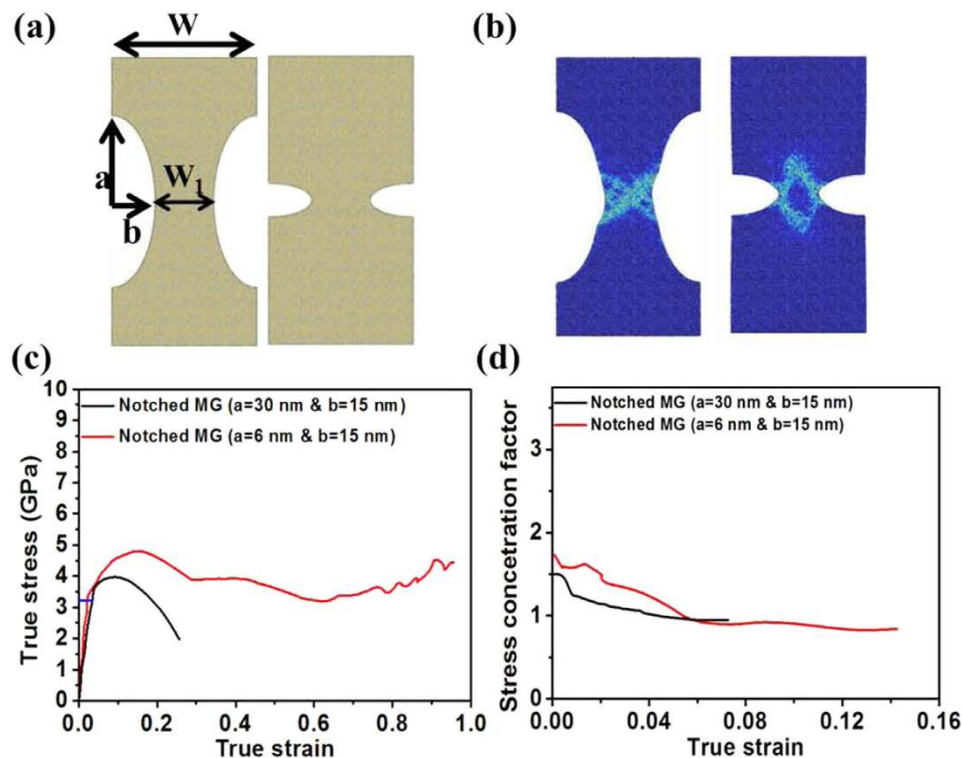 (a)
W
a
b
W1
(b)
(c)
True stress (GPa)
10
9
8
7
6
5
4
3
2
1
0
Notched MG (a=30 nm & b=15 nm)
Notched MG (a=6 nm & b=15 nm)
0.0 0.2 0.4 0.6 0.8 1.0
True strain
(d)
Stress concetration factor
3
2
1
0
Notched MG (a=30 nm & b=15 nm)
Notched MG (a=6 nm & b=15 nm)
0.00 0.04 0.08 0.12 0.16
True strain